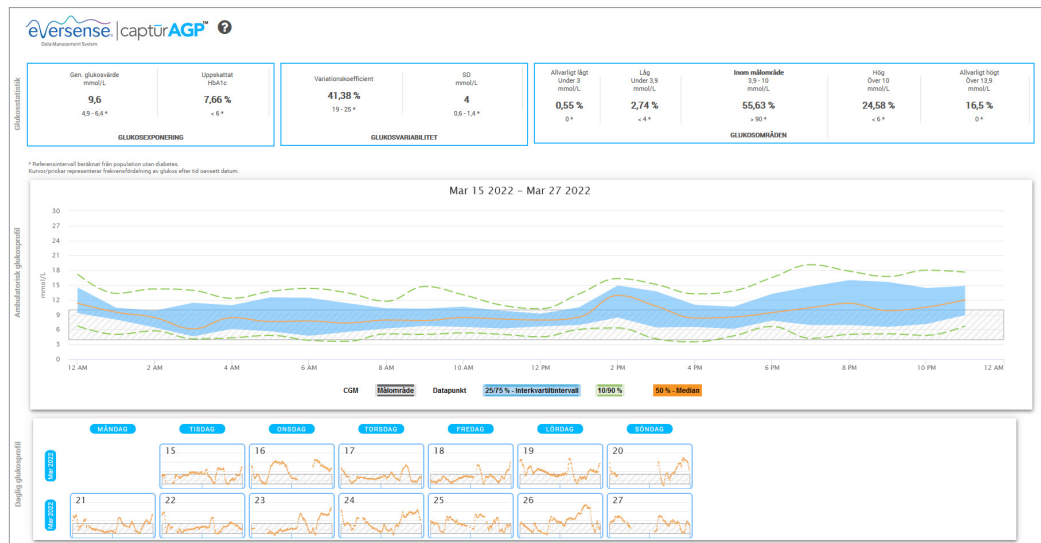 eversense. | captūrAGP™ ?
Data Management System
Glukosstatistik
Gen. glukosvärde
mmol/L
9,6
4,9 - 6,4 *
Uppskattat
HbA1c
7,66 %
< 6 *
GLUKOSEXPONERING
Variationskoefficient
41,38 %
19 - 25 *
SD
mmol/L
4
0,6 - 1,4 *
GLUKOSVARIABILITET
Allvarligt lågt
Under 3
mmol/L
0,55 %
0 *
Låg
Under 3,9
mmol/L
2,74 %
< 4 *
Inom målområde
3,9 - 10
mmol/L
55,63 %
> 90 *
Hög
Över 10
mmol/L
24,58 %
< 6 *
Allvarligt högt
Över 13,9
mmol/L
16,5 %
0 *
GLUKOSOMRÅDEN
* Referensintervall beräknat från population utan diabetes.
Kurvor/prickar representerar frekvensfördelning av glukos efter tid oavsett datum.
Ambulatorisk glukosprofil
Mar 15 2022 - Mar 27 2022
mmol/L
30
27
24
21
18
15
12
9
6
3
0
12 AM 2 AM 4 AM 6 AM 8 AM 10 AM 12 PM 2 PM 4 PM 6 PM 8 PM 10 PM 12 AM
CGM Målområde Datapunkt 25/75 % - Interkvartiltintervall 10/90 % 50 % - Median
Daglig glukosprofil
MÅNDAG TISDAG ONSDAG TORSDAG FREDAG LÖRDAG SÖNDAG
Mar 2022
15 16 17 18 19 20
Mar 2022
21 22 23 24 25 26 27